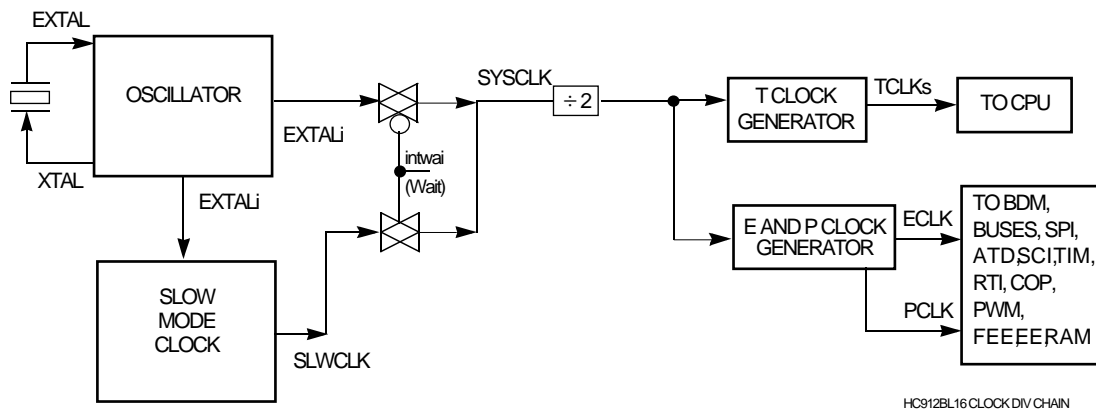 EXTAL
OSCILLATOR
XTAL
EXTALi
EXTALi
SLOW
MODE
CLOCK
SLWCLK
intwai
(Wait)
SYSCLK
÷ 2
T CLOCK
GENERATOR
TCLKs
TO CPU
E AND P CLOCK
GENERATOR
ECLK
PCLK
TO BDM,
BUSES, SPI,
ATD,SCI,TIM,
RTI, COP,
PWM,
FEE,EE,RAM
HC912BL16 CLOCK DIV CHAIN